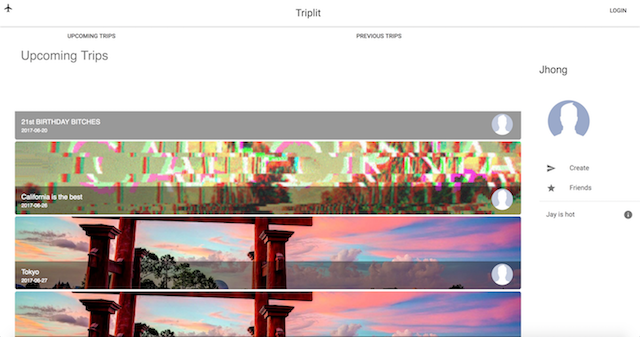 Triplit
LOGIN
UPCOMING TRIPS
PREVIOUS TRIPS
Upcoming Trips
Jhong
21st BIRTHDAY BITCHES
2017-06-20
California is the best
2017-06-26
Create
Friends
Jay is hot
Tokyo
2017-06-27